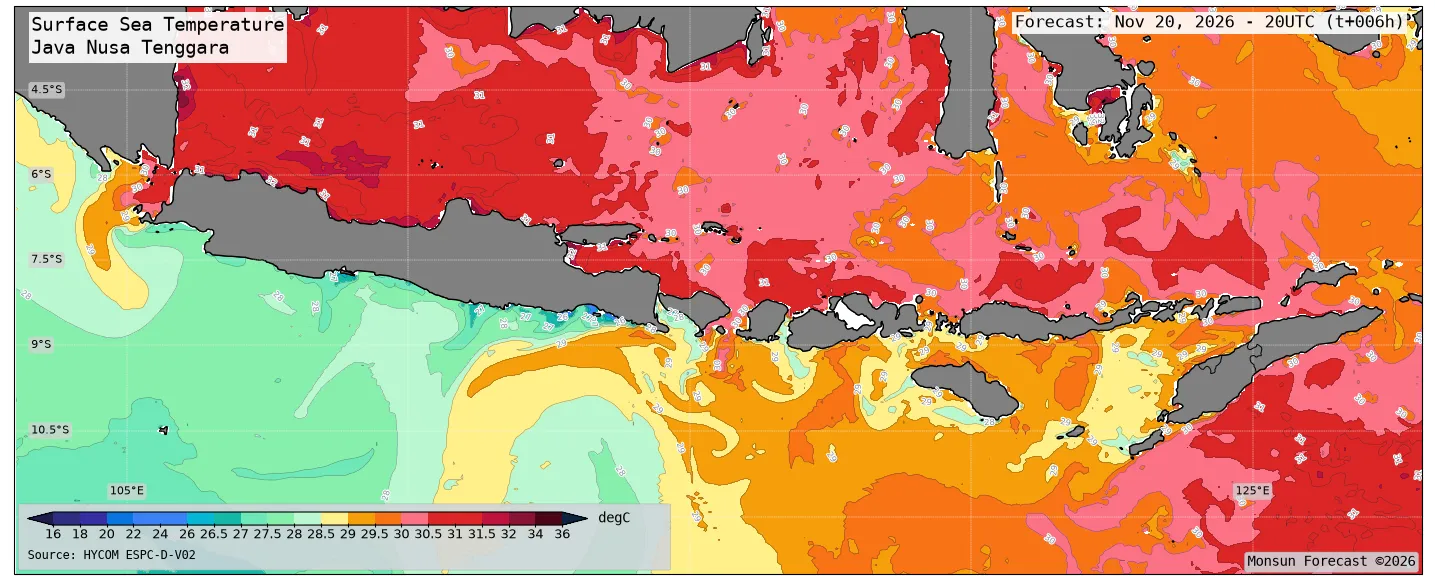 Surface Sea Temperature
Java Nusa Tenggara
Forecast: Nov 20, 2026 - 20UTC (t+006h)
4.5°S
6°S
7.5°S
9°S
10.5°S
105°E
125°E
16 18 20 22 24 26 26.5 27 27.5 28 28.5 29 29.5 30 30.5 31 31.5 32 34 36
degC
Source: HYCOM ESPC-D-V02
Monsun Forecast ©2026